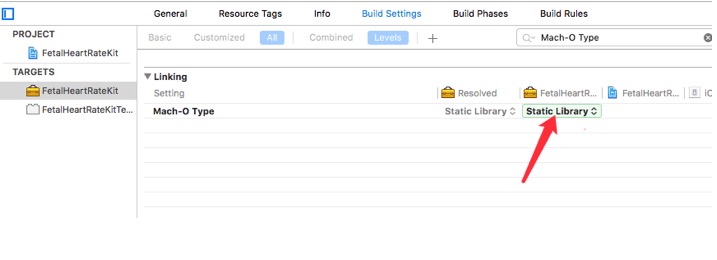 General Resource Tags Info Build Settings Build Phases Build Rules
PROJECT
FetalHeartRateKit
TARGETS
FetalHeartRateKit
FetalHeartRateKitTe...
Basic Customized All Combined Levels + Mach-O Type
Linking
Setting Resolved FetalHeartR... FetalHeartR... iC
Mach-O Type Static Library Static Library